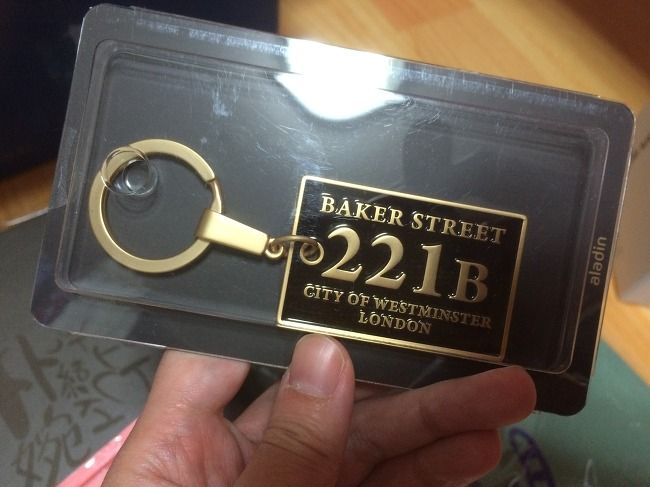 BAKER STREET
221B
CITY OF WESTMINSTER
LONDON
aladin